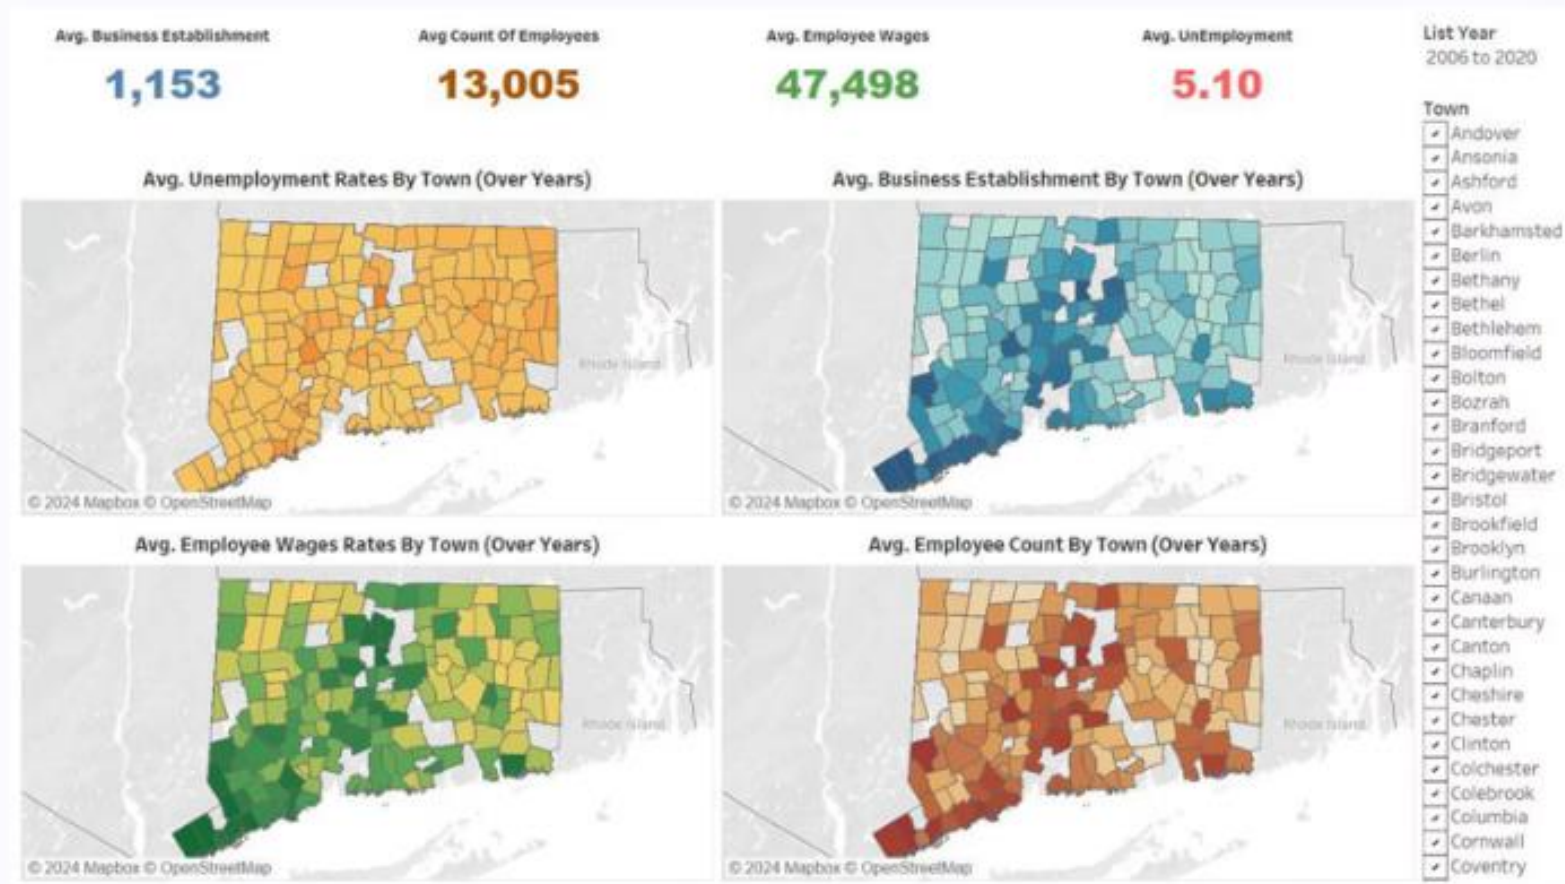 Avg. Business Establishment
1,153
Avg Count Of Employees
13,005
Avg. Employee Wages
47,498
Avg. UnEmployment
5.10
List Year
2006 to 2020
Town
Andover
Ansonia
Ashford
Avon
Barkhamsted
Berlin
Bethany
Bethel
Bethlehem
Bloomfield
Bolton
Bozrah
Branford
Bridgeport
Bridgewater
Bristol
Brookfield
Brooklyn
Burlington
Canaan
Canterbury
Canton
Chaplin
Cheshire
Chester
Clinton
Colchester
Colebrook
Columbia
Cornwall
Coventry
Avg. Unemployment Rates By Town (Over Years)
Rhode Island
© 2024 Mapbox © OpenStreetMap
Avg. Business Establishment By Town (Over Years)
Rhode Island
© 2024 Mapbox © OpenStreetMap
Avg. Employee Wages Rates By Town (Over Years)
Rhode Island
© 2024 Mapbox © OpenStreetMap
Avg. Employee Count By Town (Over Years)
Rhode Island
© 2024 Mapbox © OpenStreetMap